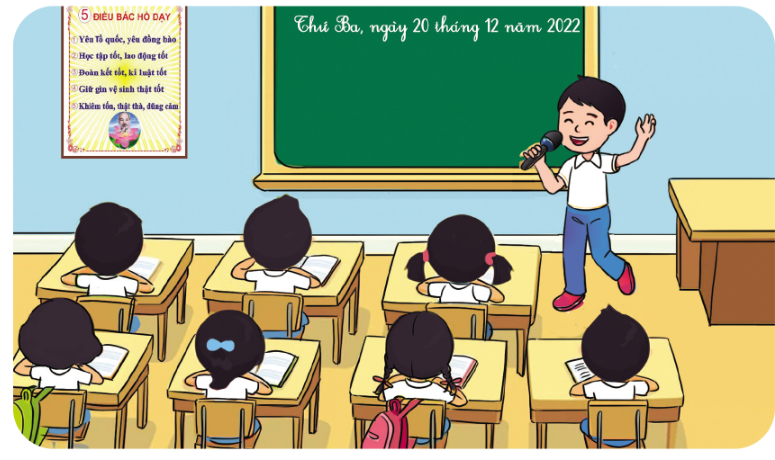 5 ĐIỀU BÁC HỒ DẠY
① Yêu Tổ quốc, yêu đồng bào
② Học tập tốt, lao động tốt
③ Đoàn kết tốt, kỉ luật tốt
④ Giữ gìn vệ sinh thật tốt
⑤ Khiêm tốn, thật thà, dũng cảm
Thứ Ba, ngày 20 tháng 12 năm 2022